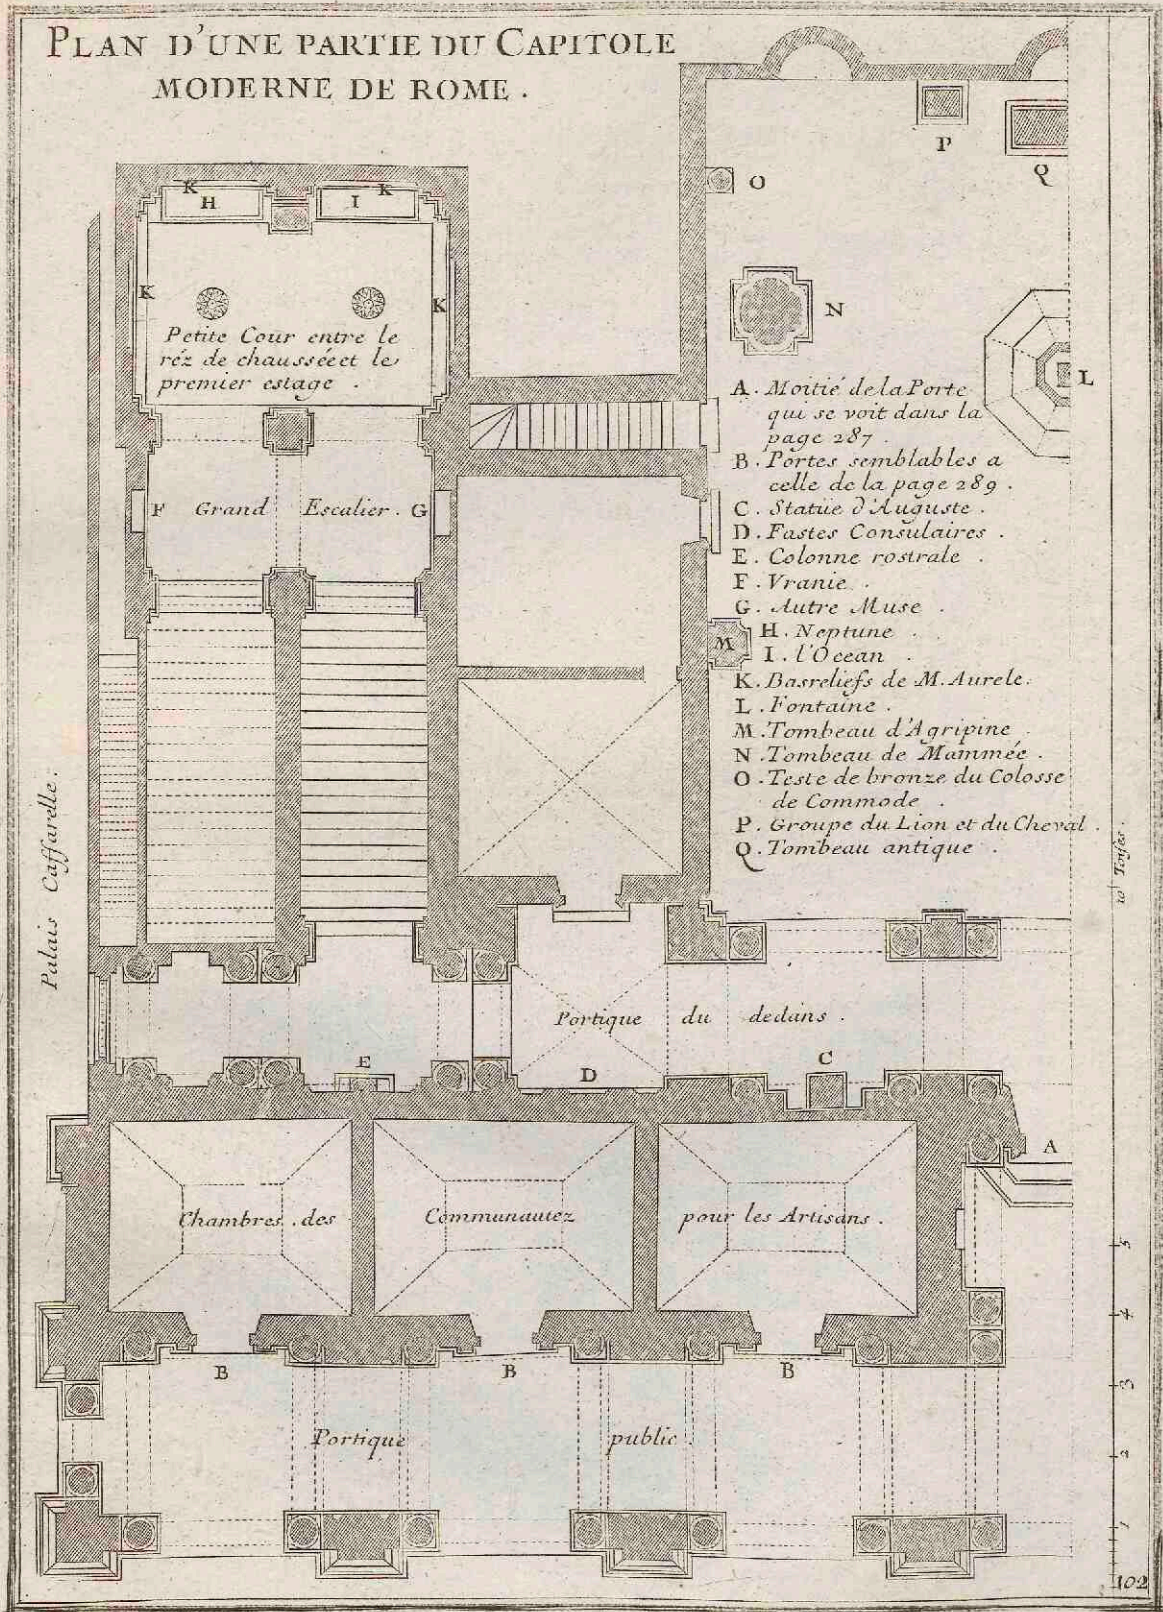 PLAN D'UNE PARTIE DU CAPITOLE
MODERNE DE ROME .
P
Q
O
K K
H I
K K
N
L
Petite Cour entre le
réz de chaussée et le
premier estage .
A . Moitié de la Porte
qui se voit dans la
page 287 .
B . Portes semblables a
celle de la page 289 .
C . Statüe d'Auguste .
D . Fastes Consulaires .
E . Colonne rostrale .
F . Vranie .
G . Autre Muse .
H . Neptune .
I . l'Ocean .
K . Basreliefs de M. Aurele .
L . Fontaine .
M . Tombeau d'Agripine
N . Tombeau de Mammée .
O . Teste de bronze du Colosse
de Commode .
P . Groupe du Lion et du Cheval .
Q . Tombeau antique .
F Grand Escalier . G
M
Palais Caffarelle .
10 Toises .
Portique du dedans .
E
D
C
A
Chambres . des Communautez pour les Artisans .
B B B
Portique public .
5
4
3
2
1
102